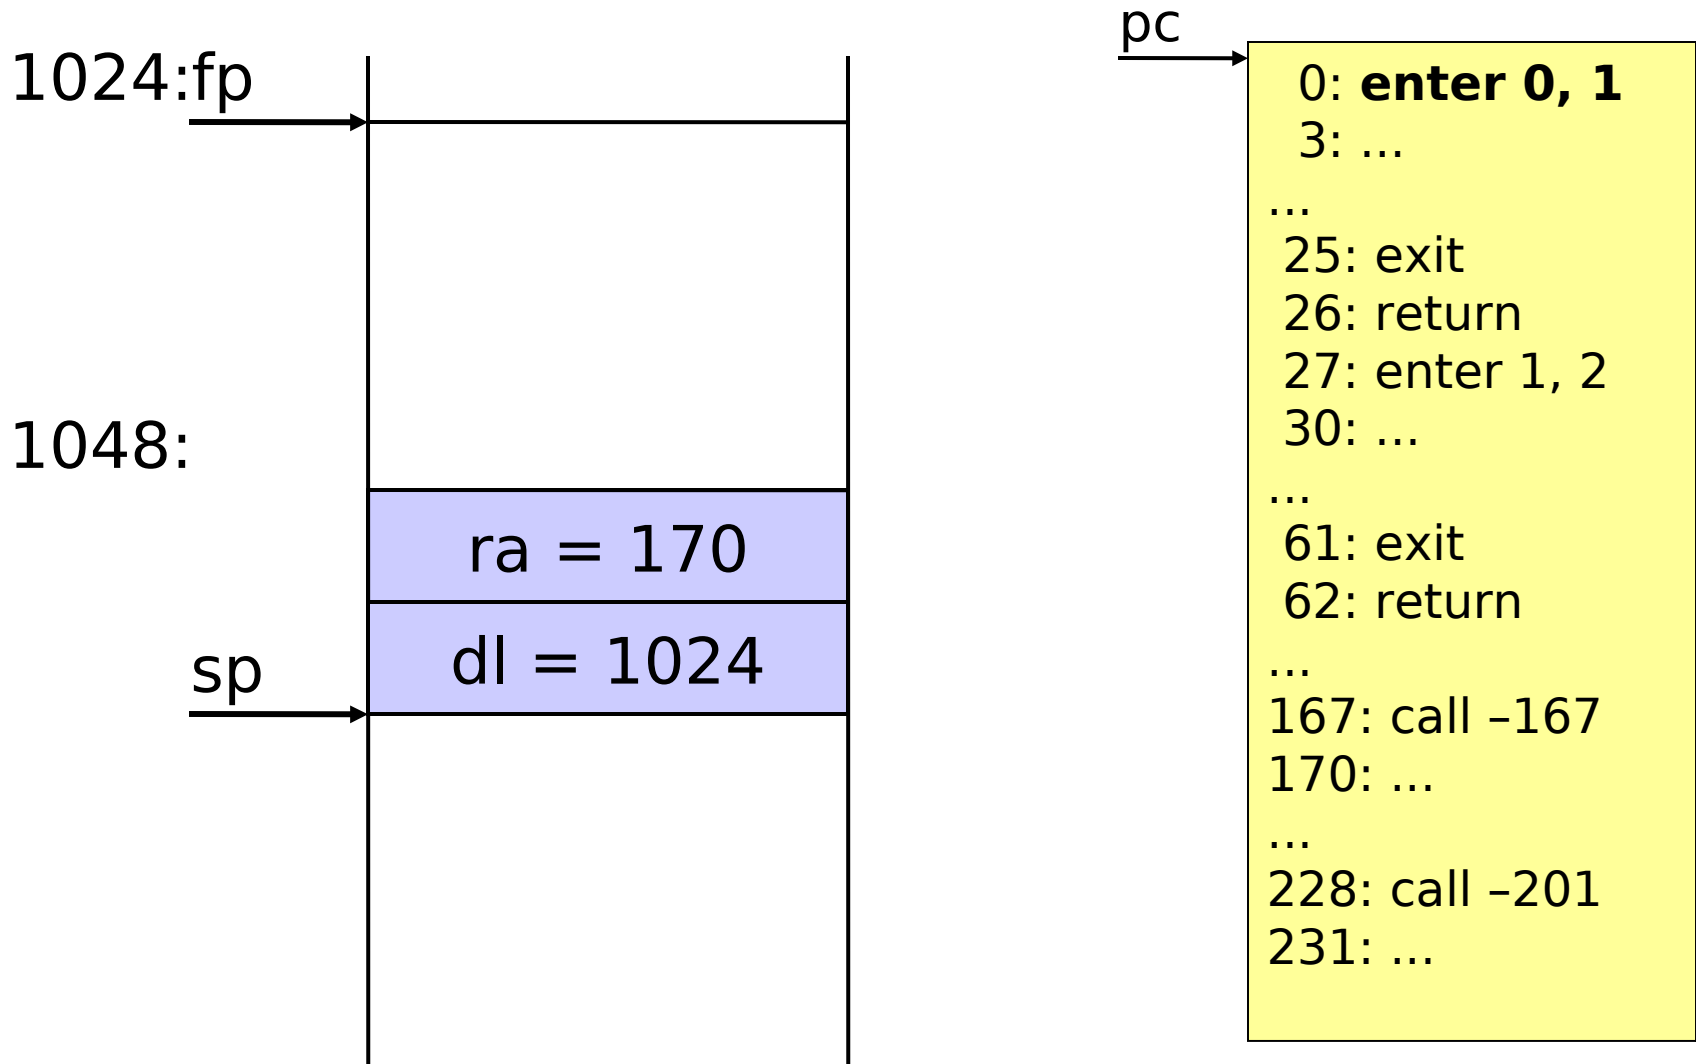 1024:fp
1048:
ra = 170
dl = 1024
sp
pc
0: enter 0, 1
3: ...
...
25: exit
26: return
27: enter 1, 2
30: ...
...
61: exit
62: return
...
167: call –167
170: ...
...
228: call –201
231: ...